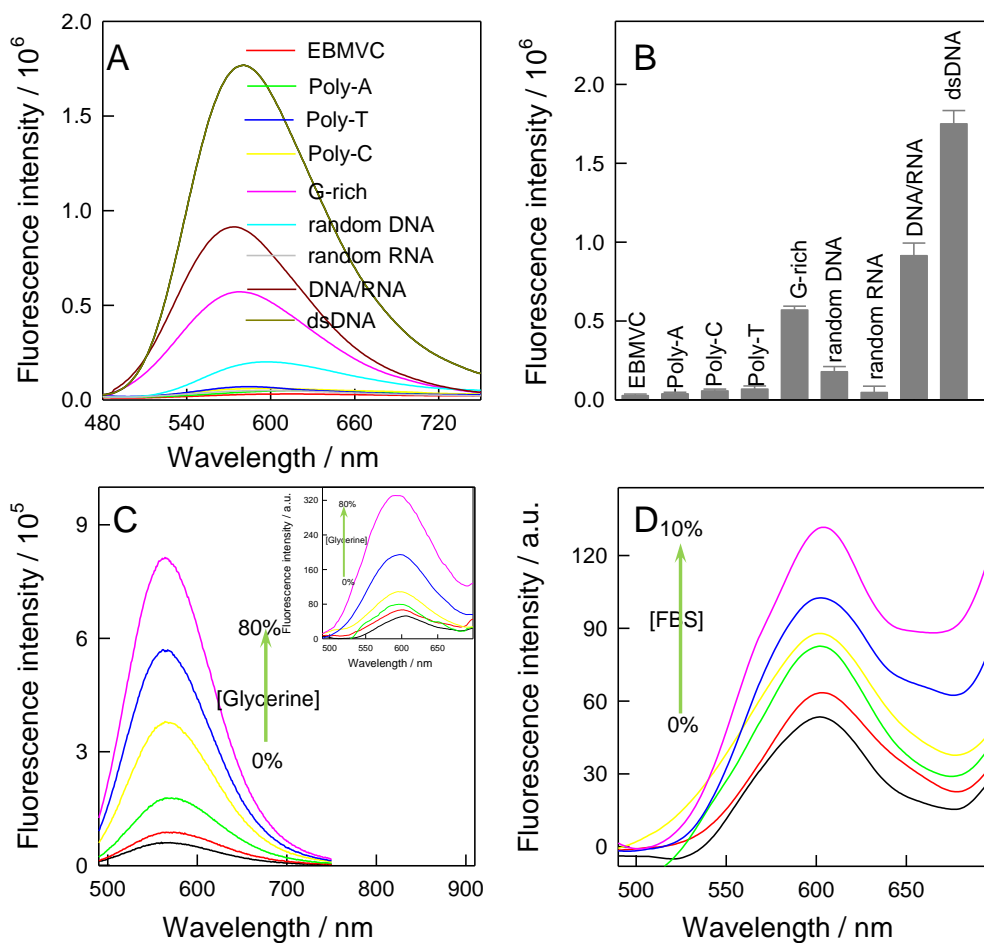 A
Fluorescence intensity / 10^6
2.0
1.5
1.0
0.5
0.0
480
540
600
660
720
Wavelength / nm
EBMVC
Poly-A
Poly-T
Poly-C
G-rich
random DNA
random RNA
DNA/RNA
dsDNA
B
Fluorescence intensity / 10^6
2.0
1.0
0.0
EBMVC
Poly-A
Poly-C
Poly-T
G-rich
random DNA
random RNA
DNA/RNA
dsDNA
C
Fluorescence intensity / 10^5
9
6
3
0
500
600
700
800
900
Wavelength / nm
80%
[Glycerine]
0%
Fluorescence intensity / a.u.
320
240
160
80
0
500
550
600
650
Wavelength / nm
80%
[Glycerine]
0%
D
Fluorescence intensity / a.u.
120
90
60
30
0
500
550
600
650
Wavelength / nm
10%
[FBS]
0%